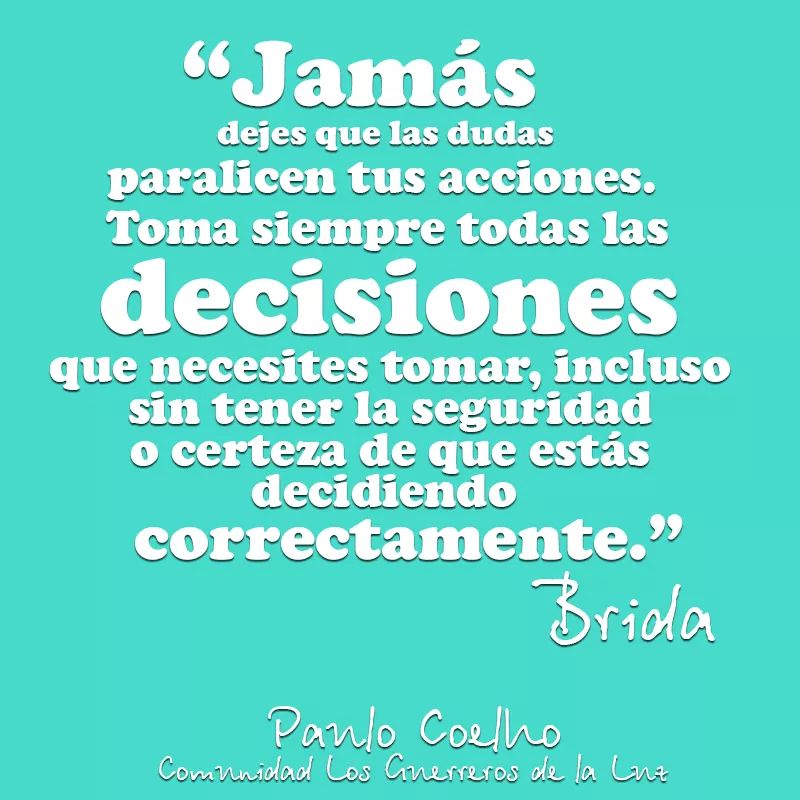 “Jamás
dejes que las dudas
paralicen tus acciones.
Toma siempre todas las
decisiones
que necesites tomar, incluso
sin tener la seguridad
o certeza de que estás
decidiendo
correctamente.”
Brida
Paulo Coelho
Comunidad Los Guerreros de la Luz